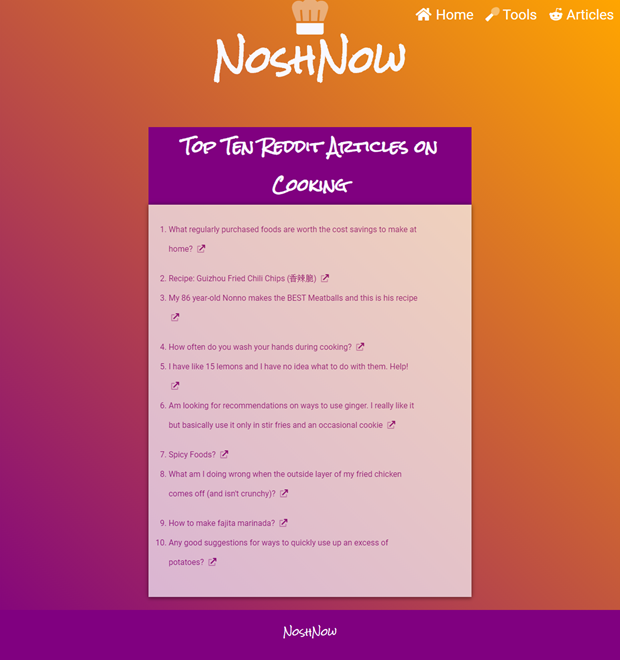 Home Tools Articles
NoshNow
Top Ten Reddit Articles on
Cooking
1. What regularly purchased foods are worth the cost savings to make at
home?
2. Recipe: Guizhou Fried Chili Chips (香辣脆)
3. My 86 year-old Nonno makes the BEST Meatballs and this is his recipe
4. How often do you wash your hands during cooking?
5. I have like 15 lemons and I have no idea what to do with them. Help!
6. Am looking for recommendations on ways to use ginger. I really like it
but basically use it only in stir fries and an occasional cookie
7. Spicy Foods?
8. What am I doing wrong when the outside layer of my fried chicken
comes off (and isn't crunchy)?
9. How to make fajita marinada?
10. Any good suggestions for ways to quickly use up an excess of
potatoes?
NoshNow